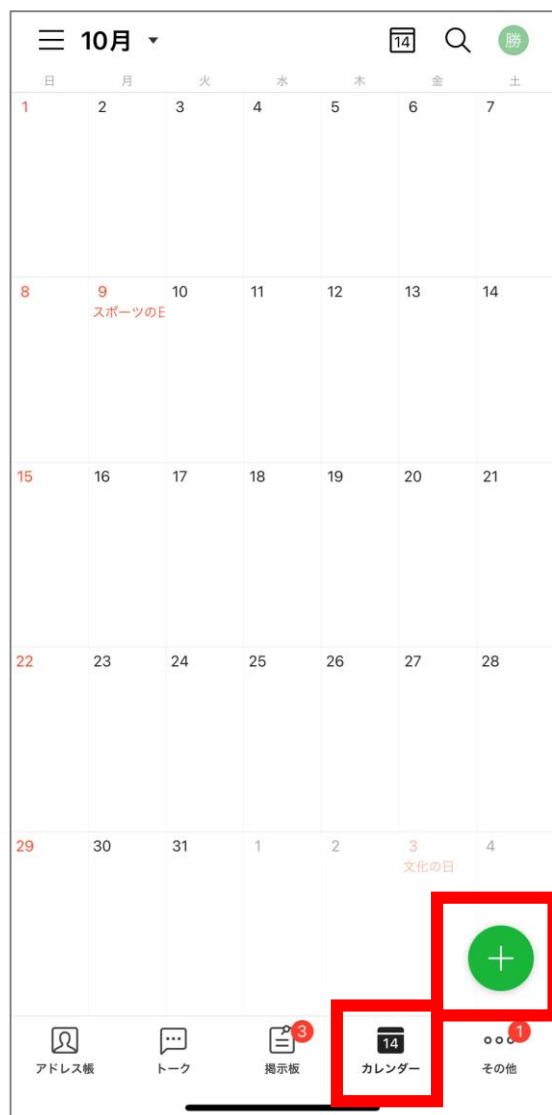 10月 14 勝
日 月 火 水 木 金 土
1 2 3 4 5 6 7
8 9 10 11 12 13 14
スポーツの日
15 16 17 18 19 20 21
22 23 24 25 26 27 28
29 30 31 1 2 3 4
文化の日
3 14 1
アドレス帳 トーク 掲示板 カレンダー その他